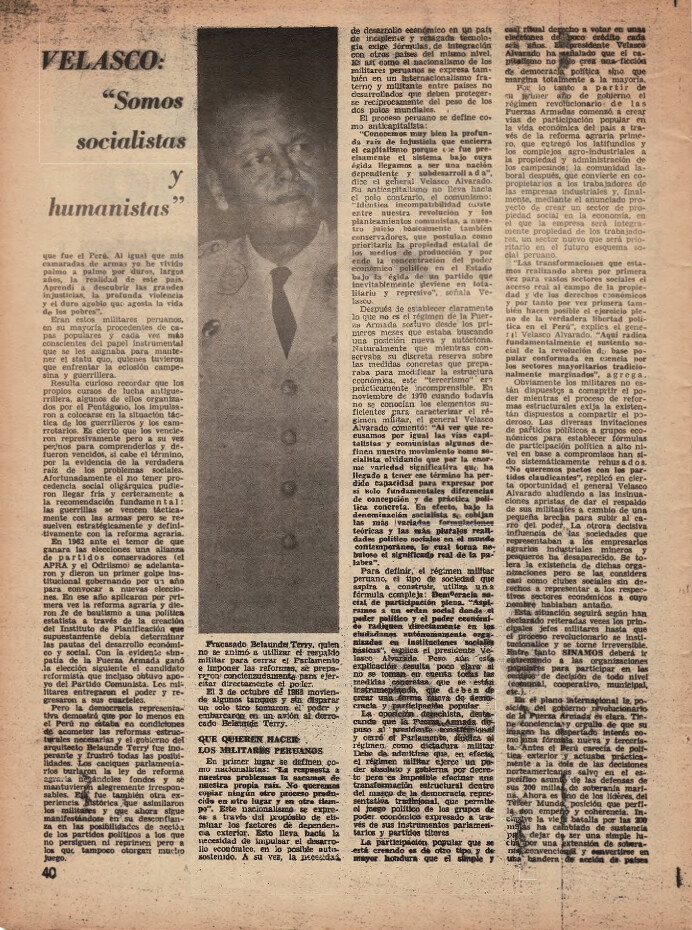 VELASCO:
“Somos
socialistas
y
humanistas”
que fue el Perú. Al igual que mis
camaradas de armas yo he vivido
palmo a palmo por duros, largos
años, la realidad de este país.
Aprendí a descubrir las grandes
injusticias, la profunda violencia
y el duro agobio que agosta la vida
de los pobres”.
Eran estos militares peruanos,
en su mayoría procedentes de ca-
pas populares y cada vez más
conscientes del papel instrumental
que se les asignaba para mante-
ner el statu quo, quienes tuvieron
que enfrentar la eclosión campe-
sina y guerrillera.
Resulta curioso recordar que los
propios cursos de lucha antigue-
rrillera, algunos de ellos organiza-
dos por el Pentágono, los impulsa-
ron a colocarse en la situación tác-
tica de los guerrilleros y los con-
trotarlos. Es cierto que los vencie-
ron represivamente pero a su vez
pejnos para comprenderlos y de-
fueron vencidos, si cabe el término,
por la evidencia de la verdadera
raíz de los problemas sociales.
Afortunadamente al no tener pro-
cedencia social oligárquica pudie-
ron llegar fría y certeramente a
la recomendación fundamental:
las guerrillas se vencen táctica-
mente con las armas pero se re-
suelven estratégicamente y defini-
tivamente con la reforma agraria.
En 1962 ante el temor de que
ganara las elecciones una alianza
de partidos conservadores (el
APRA y el Odriísmo) se adelanta-
ron y dieron un primer golpe ins-
titucional gobernando por un año
para convocar a nuevas eleccio-
nes. En ese año aplicaron por pri-
mera vez la reforma agraria y die-
ron fe de bautismo a una política
estatista a través de la creación
del Instituto de Planificación que
supuestante debía determinar
las pautas del desarrollo económi-
co y social. Con la evidente sim-
patía de la Fuerza Armada ganó
la elección siguiente el candidato
reformista que incluso obtuvo apo-
yo del Partido Comunista. Los mi-
litares entregaron el poder y re-
gresaron a sus cuarteles.
Pero la democracia representativa
demostró que por lo menos en
el Perú no estaba en condiciones
de acometer las reformas estruc-
turales necesarias y el gobierno del
arquitecto Belaúnde Terry fue ino-
perante y frustró todas las posibili-
dades. Los caciques parlamenta-
rios burlaron la ley de reforma
agraria negándoles fondos y se
mantuvieron alegremente irrespon-
sables. Esa fue también otra ex-
periencia histórica que asimilaron
los militares y que ahora sigue
manifestándose en su desconfian-
za en las posibilidades de acción
de los partidos políticos a los que
no persiguen ni reprimen pero a
los que tampoco otorgan mucho
juego.
40
Fracasado Belaunde Terry, quien
no se animó a utilizar el respaldo
militar para cerrar el Parlamento
e imponer las reformas, se prepa-
reron concienzudamente para ejer-
citar directamente el poder.
El 3 de octubre de 1968 movien-
do algunos tanques y sin disparar
un solo tiro tomaron el poder y
embarcaron en un avión al derro-
cado Belaunde Terry.
QUE QUIEREN HACER
LOS MILITARES PERUANOS
En primer lugar se definen co-
mo nacionalistas: “La respuesta a
nuestros problemas la sacamos de
nuestra propia raíz. No queremos
copiar ningún otro proceso produ-
cido en otro lugar y en otro tiem-
po”. Este nacionalismo se expre-
sa a través del propósito de eli-
minar los factores de dependen-
cia exterior. Esto lleva hacia la
necesidad de impulsar el desarro-
llo económico, en lo posible auto-
sostenido. A su vez, la necesidad
de desarrollo económico en un país
de incipiente y rezagada tecnolo-
gía exige fórmulas de integración
con otros países del mismo nivel.
Es así como el nacionalismo de los
militares peruanos se expresa tam-
bién en un internacionalismo fra-
terno y militante entre países no
desarrollados que deben proteger-
se recíprocamente del peso de los
dos polos mundiales.
El proceso peruano se define co-
mo anticapitalista:
“Conocemos muy bien la profun-
da raíz de injusticia que encierra
el capitalismo porque ese fue pre-
cisamente el sistema bajo cuya
égida llegamos a ser una nación
dependiente y subdesarrollada”,
dice el general Velasco Alvarado.
Su anticapitalismo no lleva hacia
el polo contrario, el comunismo:
“Idéntica incompatibilidad existe
entre nuestra revolución y los
planteamientos comunistas, a nues-
tro juicio básicamente también
conservadores, que postulan como
prioritaria la propiedad estatal de
los medios de producción y por
ende la concentración del poder
económico político en el Estado
bajo la égida de un partido que
inevitablemente deviene en tota-
litario y represivo”, señala Ve-
lasco.
Después de establecer claramente
lo que no es el régimen de la Fuer-
za Armada sostuvo desde los pri-
meros meses que estaba buscando
una posición nueva y autóctona.
Naturalmente que mientras con-
servaba su discreta reserva sobre
las medidas concretas que prepa-
raba para modificar la estructura
económica, este “tercerismo” era
prácticamente incomprensible. En
noviembre de 1970 cuando todavía
no se conocían los elementos su-
ficientes para caracterizar el ré-
gimen militar, el general Velasco
Alvarado comentó: “Al ver que re-
cusamos por igual las vías capi-
talistas y comunistas algunos de-
finen nuestro movimiento como so-
cialista olvidando que por la enor-
me variedad significativa que ha
llegado a tener ese término ha per-
dido capacidad para expresar por
sí solo fundamentales diferencias
de concepción y de práctica polí-
tica concreta. En efecto, bajo la
denominación socialista se cobijan
las más variadas formulaciones
teóricas y las más plurales reali-
dades político sociales en el mundo
contemporáneo, lo cual torna ne-
buloso el significado real de la pa-
labra”.
Para definir, el régimen militar
peruano, el tipo de sociedad que
aspira a construir, utiliza una
fórmula compleja: Democracia so-
cial de participación plena. “Aspi-
ramos a un orden social donde el
poder político y el poder económi-
co radiquen directamente en los
ciudadanos autónomamente orga-
nizados en instituciones sociales
básicas”, explica el presidente Ve-
lasco Alvarado. Peso aún esta
explicación resulta poco clara si
no se toman en cuenta todas las
medidas concretas que se están
instrumentando, que deben de
crear una forma nueva de demo-
cracia y participación popular.
La oposición derechista, desta-
cando que la Fuerza Armada de-
puso al presidente constitucional
y cerró el Parlamento, califica al
régimen como dictadura militar.
Debe da admitirse que, en efecto,
el régimen militar ejerce un po-
der absoluto y gobierna por decre-
to pero es imposible efectuar una
transformación estructural dentro
del marco de la democracia repre-
sentativa tradicional, que permite
el juego político de los grupos de
poder económico expresado a tra-
vés de sus instrumentos parlamen-
tarios y partidos títeres.
La participación popular que se
está creando es de otro tipo y de
mayor hondura que el simple y
casi ritual derecho a votar en unas
elecciones de poco crédito cada
seis años. El presidente Velasco
Alvarado ha señalado que el ca-
pitalismo no sólo crea una ficción
de democracia política sino que
margina totalmente a la mayoría.
Por lo tanto a partir de
su primer año de gobierno el
régimen revolucionario de las
Fuerzas Armadas comenzó a crear
vías de participación popular en
la vida económica del país a tra-
vés de la reforma agraria prime-
ro, que entregó los latifundios y
los complejos agro-industriales a
la propiedad y administración de
los campesinos; la comunidad la-
boral después, que convierte en co-
propietarios a los trabajadores de
las empresas industriales y, final-
mente, mediante el anunciado pro-
yecto de crear un sector de pro-
piedad social en la economía, en
el que la empresa será íntegra-
mente propiedad de los trabajado-
res, un sector nuevo que será prio-
ritario en el futuro esquema so-
cial peruano.
“Las transformaciones que esta-
mos realizando abren por primera
vez para vastos sectores sociales el
acceso real al campo de la propie-
dad y de los derechos económicos
y por tanto por vez primera tam-
bién hacen posible el ejercicio ple-
no de la verdadera libertad política
en el Perú”, explica el gene-
ral Velasco Alvarado. “Aquí radica
fundamentalmente el sustento so-
cial de la revolución de base po-
pular conformada en ciencia por
los sectores mayoritarios tradicio-
nalmente marginados”, agrega.
Obviamente los militares no es-
tán dispuestos a comaprtir el po-
der mientras el proceso de refor-
mas estructurales exija la existen-
tán dispuestos a compartir el po-
deroso. Las diversas invitaciones
de partidos políticos a grupos eco-
nómicos para establecer fórmulas
de participación política a alto ni-
vel en base a compromisos han si-
do sistemáticamente rehusados.
“No queremos pactos con los par-
tidos claudicantes”, replicó en cier-
ta oportunidad el general Velasco
Alvarado aludiendo a las insinua-
ciones apristas de dar el respaldo
de sus militantes a cambio de una
pequeña brecha para subir al ca-
rro del poder. La otrora decisiva
influencia de las sociedades que
representaban a los empresarios
agrarios industriales mineros y
pesqueros ha desaparecido. Se to-
lera la existencia de dichas orga-
nizaciones pero se las considera
casi como clubes sociales sin de-
rechos a representar a los respec-
tivos sectores económicos a cuyo
nombre hablaban antaño.
Esta situación seguirá según han
declarado reiteradas veces los prin-
cipales jefes militares hasta que
el proceso revolucionario se insti-
tucionalice y se torne irreversible.
Entre tanto SINAMOS deberá ir
entregando a las organizaciones
populares para que participen del
poder de decisión de todo nivel
(comunal, cooperativo, municipal,
etc.).
En el plano internacional la po-
sición del gobierno revolucionario
de la Fuerza Armada es clara. Tie-
ne conciencia y orgullo de que su
imagen ha despertado interés como
una fórmula nueva y tercera-
ria. Antes el Perú carecía de polí-
tica exterior y actuaba práctica-
mente a la cola de las decisiones
norteamericanas salvo en el es-
pecífico asunto de las defensas de
sus 200 millas de soberanía mari-
na. Ahora es uno de los líderes del
Tercer Mundo, posición que perfi-
la con empeño y coherencia. In-
clusive la vieja batalla por las 200
millas ha cambiado de sustancia
para dejar de ser una simple lu-
cha por una extensión de sobera-
nía convencional y convertirse en
una bandera de acción de países